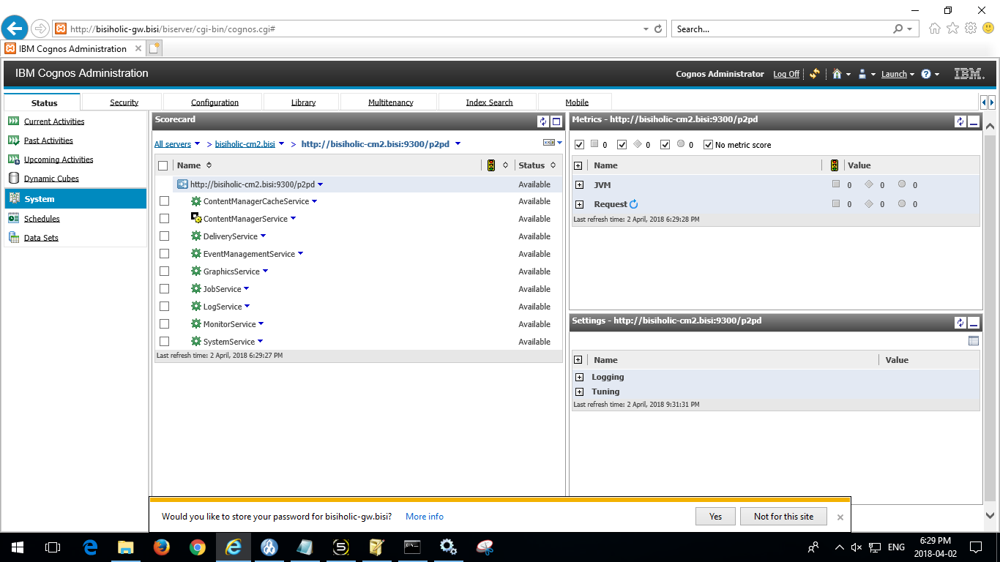 http://bisiholic-gw.bisi/biserver/cgi-bin/cognos.cgi#
Search...
IBM Cognos Administration
IBM Cognos Administration
Cognos Administrator Log Off Launch IBM.
Status Security Configuration Library Multitenancy Index Search Mobile
Current Activities
Past Activities
Upcoming Activities
Dynamic Cubes
System
Schedules
Data Sets
Scorecard
All servers > bisiholic-cm2.bisi > http://bisiholic-cm2.bisi:9300/p2pd
Name Status
http://bisiholic-cm2.bisi:9300/p2pd Available
ContentManagerCacheService Available
ContentManagerService Available
DeliveryService Available
EventManagementService Available
GraphicsService Available
JobService Available
LogService Available
MonitorService Available
SystemService Available
Last refresh time: 2 April, 2018 6:29:27 PM
Metrics - http://bisiholic-cm2.bisi:9300/p2pd
0 0 0 No metric score
Name Value
JVM 0 0 0
Request 0 0 0
Last refresh time: 2 April, 2018 6:29:28 PM
Settings - http://bisiholic-cm2.bisi:9300/p2pd
Name Value
Logging
Tuning
Last refresh time: 2 April, 2018 9:31:31 PM
Would you like to store your password for bisiholic-gw.bisi? More info Yes Not for this site
ENG
6:29 PM
2018-04-02